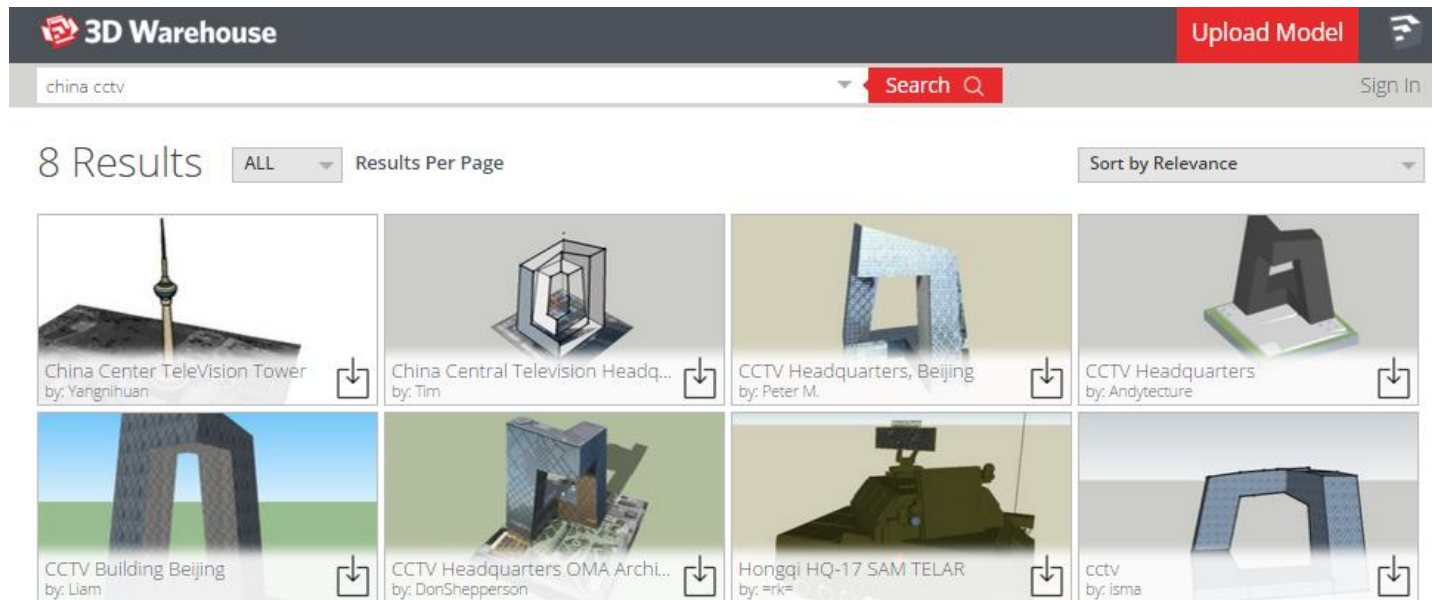 3D Warehouse
Upload Model
china cctv
Search
Sign In
8 Results
ALL
Results Per Page
Sort by Relevance
China Center TeleVision Tower
by: Yangnihuan
China Central Television Headq...
by: Tim
CCTV Headquarters, Beijing
by: Peter M.
CCTV Headquarters
by: Andytecture
CCTV Building Beijing
by: Liam
CCTV Headquarters OMA Archi...
by: DonShepperson
Hongqi HQ-17 SAM TELAR
by: =rk=
cctv
by: isma